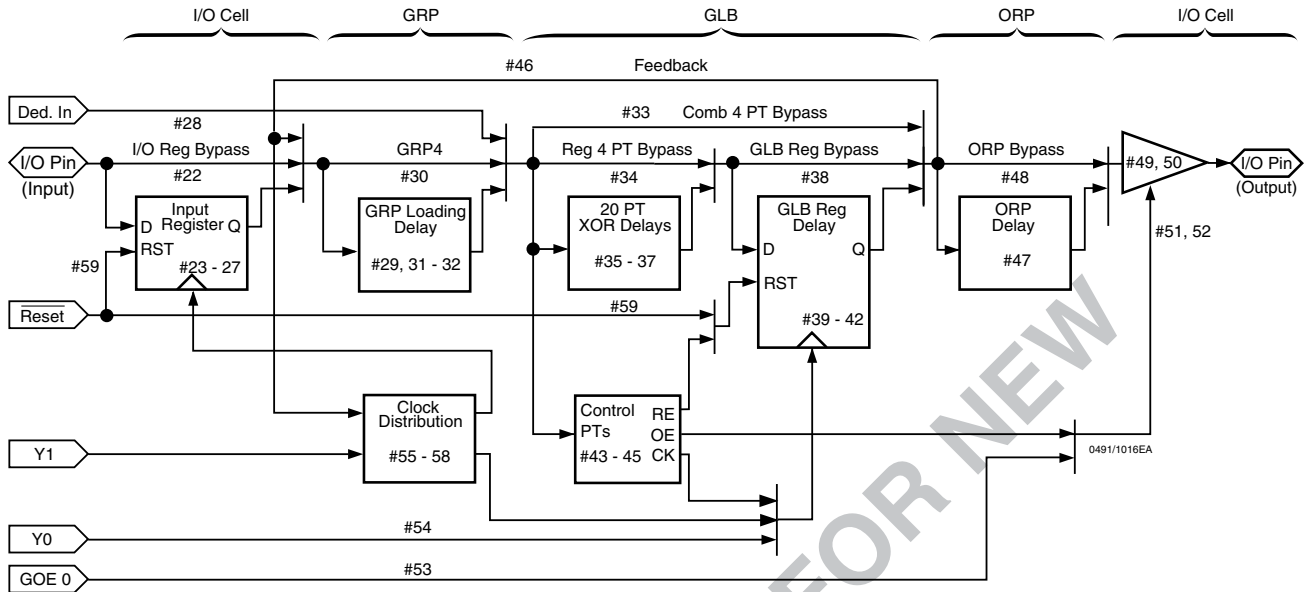 I/O Cell
GRP
GLB
ORP
I/O Cell
#46
Feedback
Ded. In
#28
#33
Comb 4 PT Bypass
I/O Pin
(Input)
I/O Reg Bypass
#22
GRP4
#30
Reg 4 PT Bypass
#34
GLB Reg Bypass
#38
ORP Bypass
#48
#49, 50
I/O Pin
(Output)
Input
Register
D
Q
RST
#23 - 27
GRP Loading
Delay
#29, 31 - 32
20 PT
XOR Delays
#35 - 37
GLB Reg
Delay
D
Q
RST
#39 - 42
ORP
Delay
#47
#51, 52
#59
Reset
#59
Clock
Distribution
#55 - 58
Control
PTs
#43 - 45
RE
OE
CK
0491/1016EA
Y1
Y0
#54
GOE 0
#53
FOR NEW